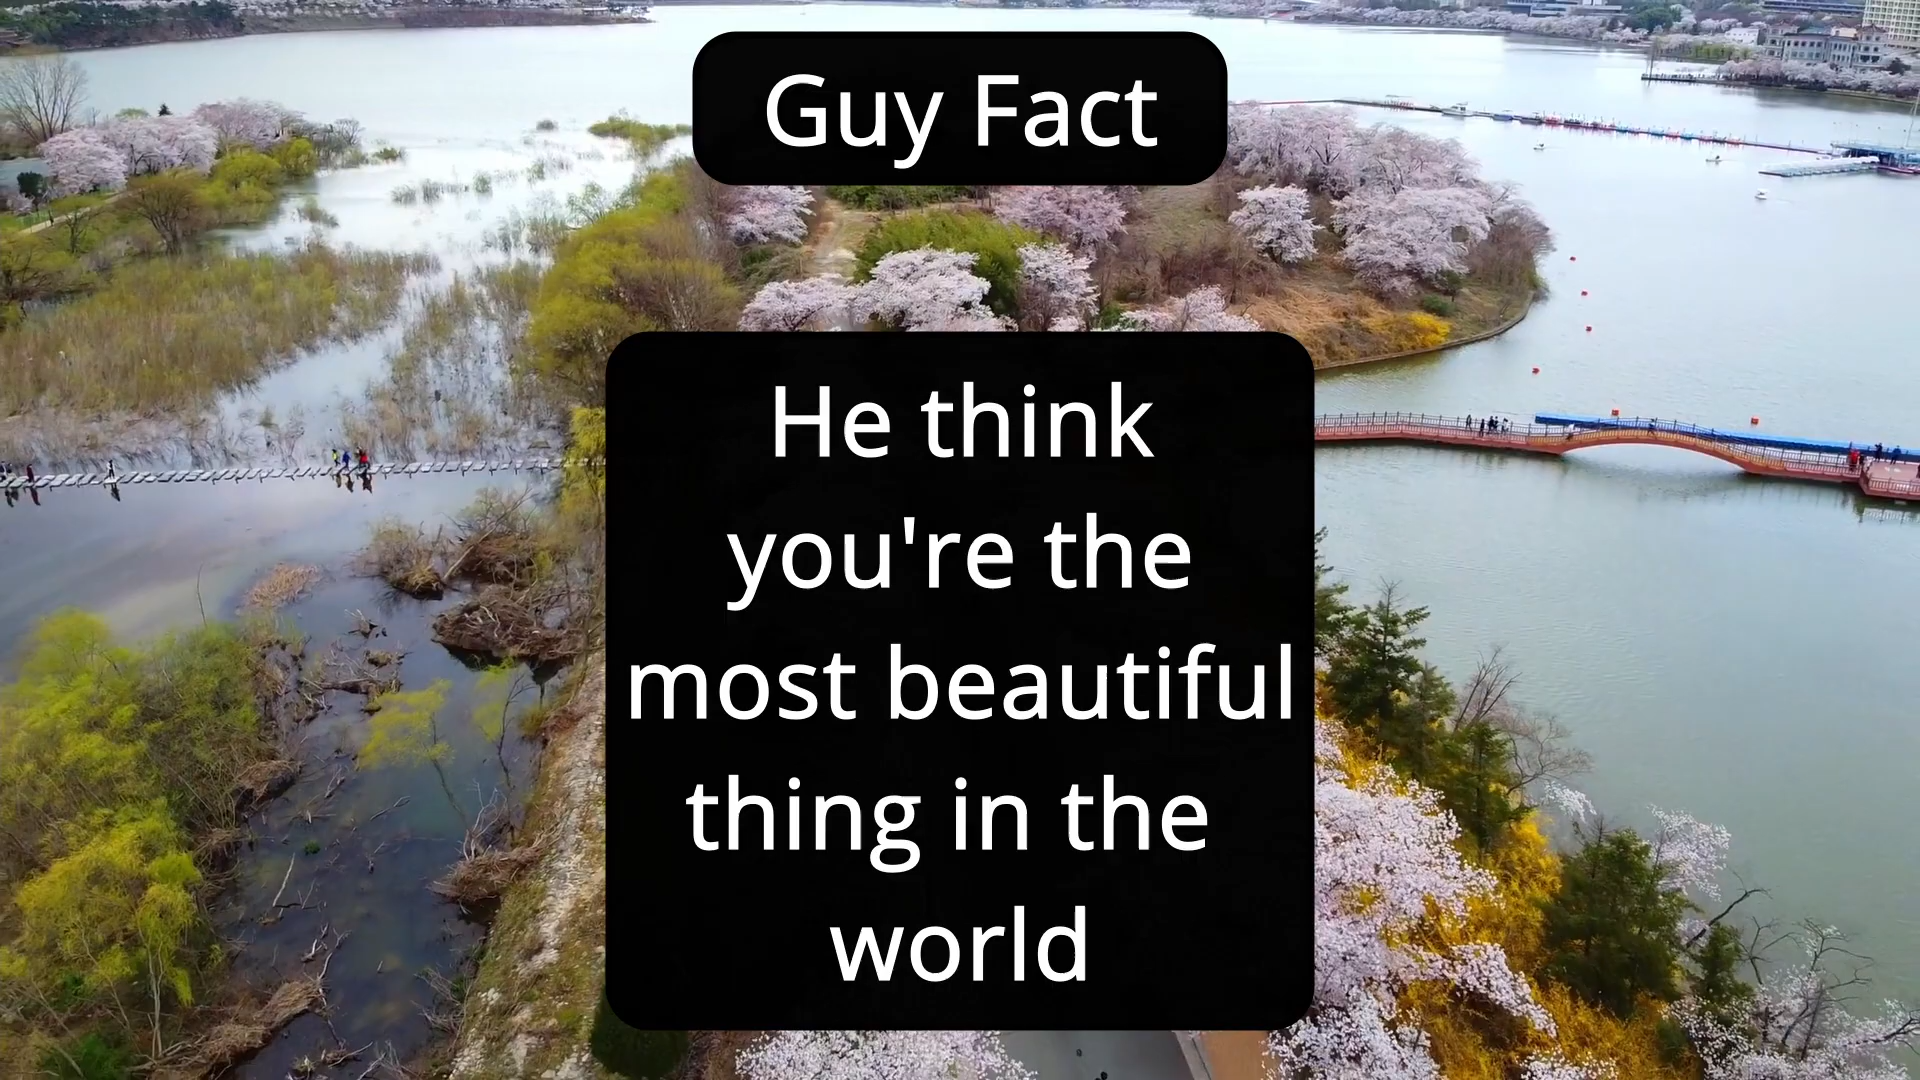 Guy Fact
He think
you're the
most beautiful
thing in the
world